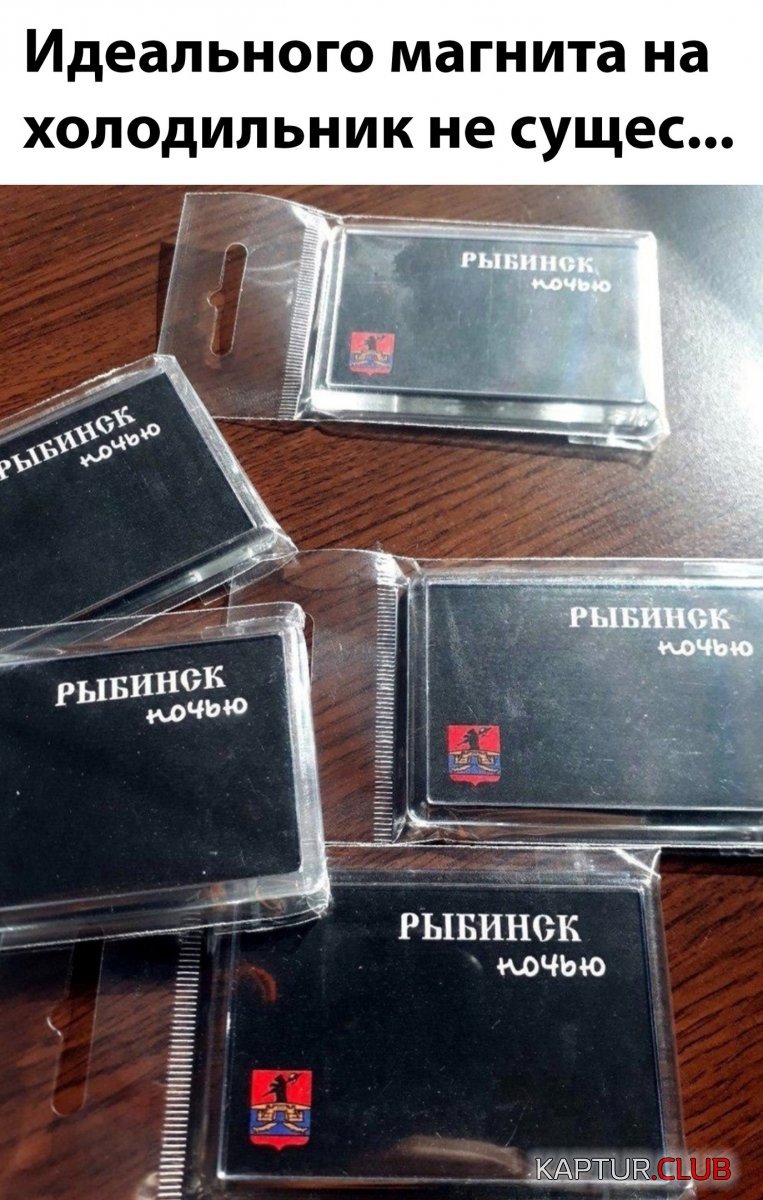 Идеального магнита на
холодильник не сущес...
РЫБИНСК
ночью
РЫБИНСК
ночью
РЫБИНСК
ночью
РЫБИНСК
ночью
РЫБИНСК
ночью
KAPTUR.CLUB